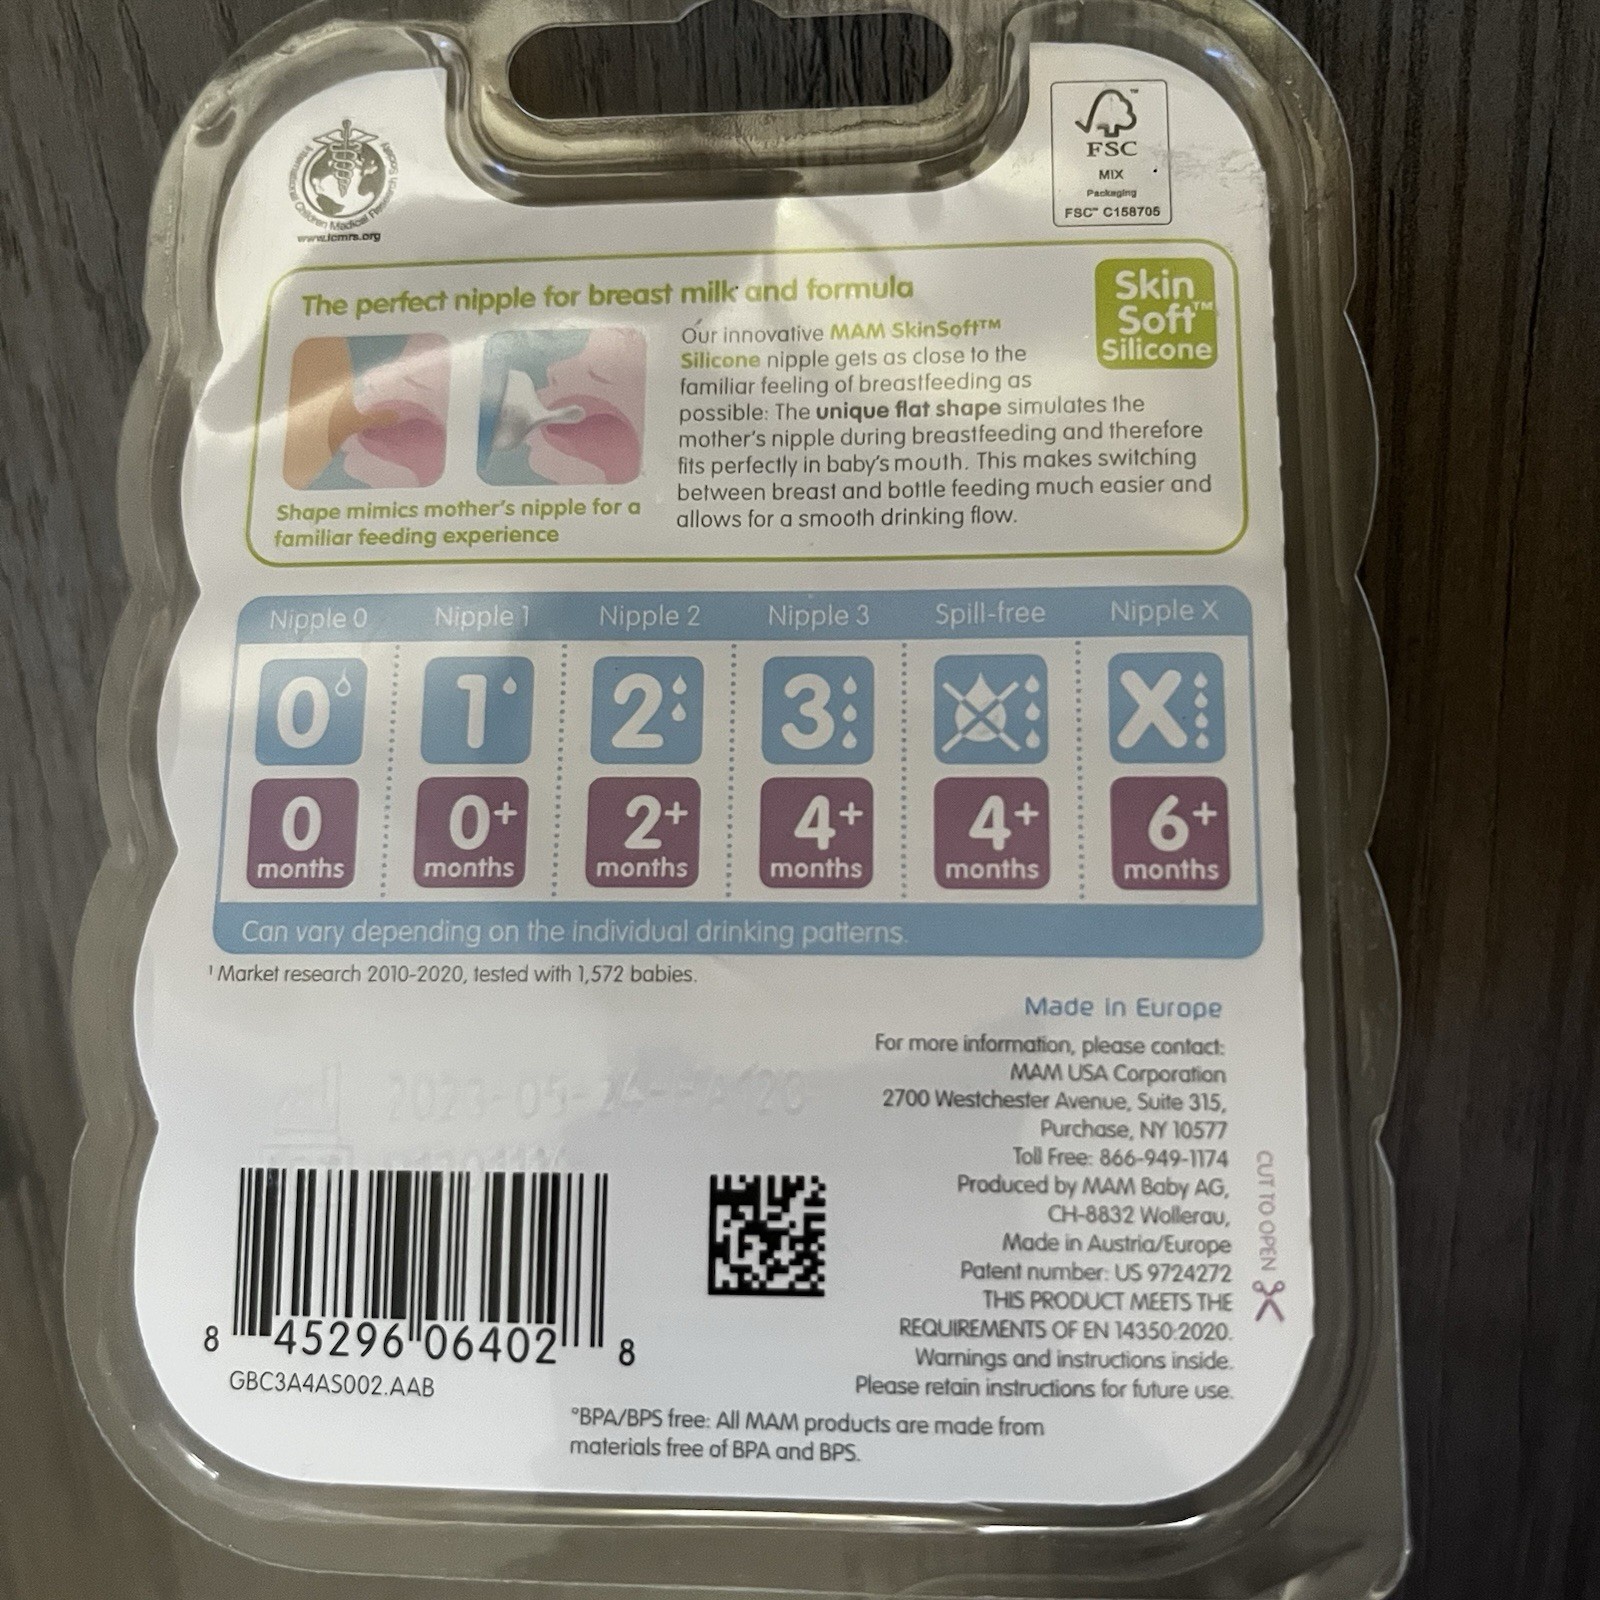 International Children Medical Research Society
www.icmrs.org
FSC™
MIX
Packaging
FSC™ C158705
The perfect nipple for breast milk and formula
Skin
Soft™
Silicone
Our innovative MAM SkinSoft™
Silicone nipple gets as close to the
familiar feeling of breastfeeding as
possible: The unique flat shape simulates the
mother's nipple during breastfeeding and therefore
fits perfectly in baby's mouth. This makes switching
between breast and bottle feeding much easier and
allows for a smooth drinking flow.
Shape mimics mother's nipple for a
familiar feeding experience
Nipple 0 Nipple 1 Nipple 2 Nipple 3 Spill-free Nipple X
0 1 2 3 X
0 0+ 2+ 4+ 4+ 6+
months months months months months months
Can vary depending on the individual drinking patterns.
¹ Market research 2010-2020, tested with 1,572 babies.
Made in Europe
For more information, please contact:
MAM USA Corporation
2700 Westchester Avenue, Suite 315,
Purchase, NY 10577
Toll Free: 866-949-1174
Produced by MAM Baby AG,
CH-8832 Wollerau,
Made in Austria/Europe
Patent number: US 9724272
THIS PRODUCT MEETS THE
REQUIREMENTS OF EN 14350:2020.
Warnings and instructions inside.
Please retain instructions for future use.
CUT TO OPEN
8 45296 06402 8
GBC3A4AS002.AAB
°BPA/BPS free: All MAM products are made from
materials free of BPA and BPS.